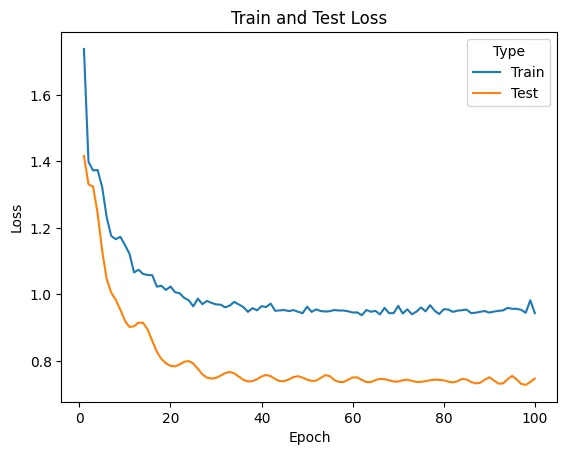 Train and Test Loss
Type
Train
Test
Loss
1.6
1.4
1.2
1.0
0.8
0 20 40 60 80 100
Epoch